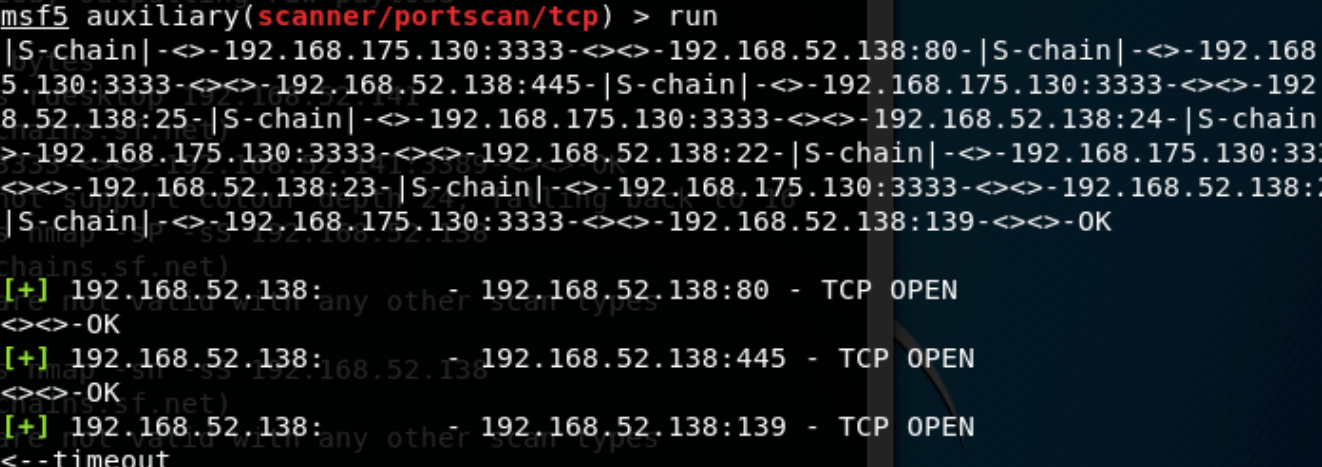 msf5 auxiliary(scanner/portscan/tcp) > run
|S-chain|-<>-192.168.175.130:3333-<><>-192.168.52.138:80-|S-chain|-<>-192.168
5.130:3333-<><>-192.168.52.138:445-|S-chain|-<>-192.168.175.130:3333-<><>-192
8.52.138:25-|S-chain|-<>-192.168.175.130:3333-<><>-192.168.52.138:24-|S-chain
>-192.168.175.130:3333-<><>-192.168.52.138:22-|S-chain|-<>-192.168.175.130:333
<><>-192.168.52.138:23-|S-chain|-<>-192.168.175.130:3333-<><>-192.168.52.138:2
|S-chain|-<>-192.168.175.130:3333-<><>-192.168.52.138:139-<><>-OK
[+] 192.168.52.138: - 192.168.52.138:80 - TCP OPEN
<><>-OK
[+] 192.168.52.138: - 192.168.52.138:445 - TCP OPEN
<><>-OK
[+] 192.168.52.138: - 192.168.52.138:139 - TCP OPEN
<--timeout